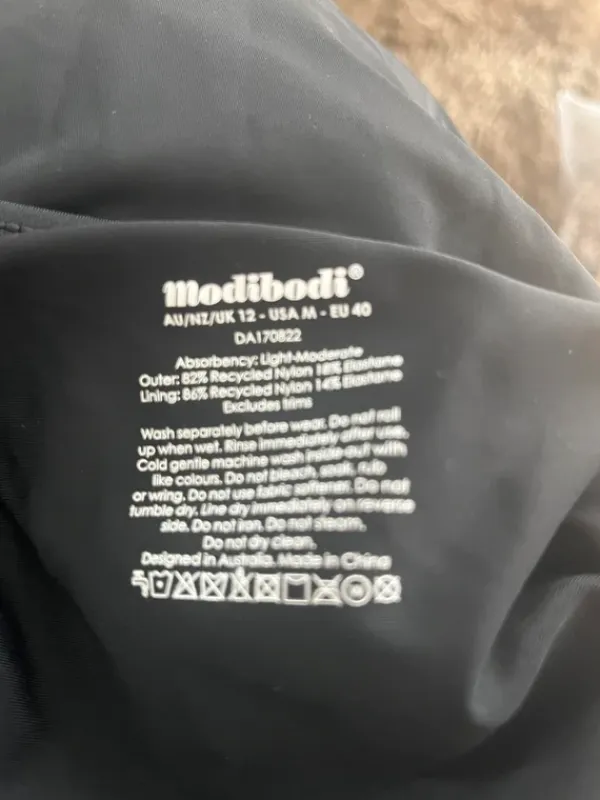 modibodi®
AU/NZ/UK 12 - USA M - EU 40
DA170822
Absorbency: Light-Moderate
Outer: 82% Recycled Nylon 18% Elastane
Lining: 86% Recycled Nylon 14% Elastane
Excludes trims
Wash separately before wear. Do not roll
up when wet. Rinse immediately after use.
Cold gentle machine wash inside out with
like colours. Do not bleach, soak, rub
or wring. Do not use fabric softener. Do not
tumble dry. Line dry immediately on reverse
side. Do not iron. Do not steam.
Do not dry clean.
Designed in Australia. Made in China